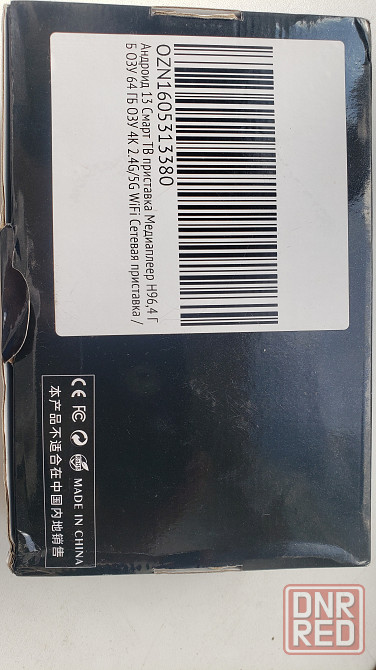 OZN1605313380
Андроид 13 Смарт ТВ приставка Медиаплеер H96,4 Г
Б ОЗУ 64 ГБ ОЗУ 4K 2.4G/5G WiFi Сетевая приставка /
CE FC MADE IN CHINA
本产品不适合在中国内地销售
DNR
RED